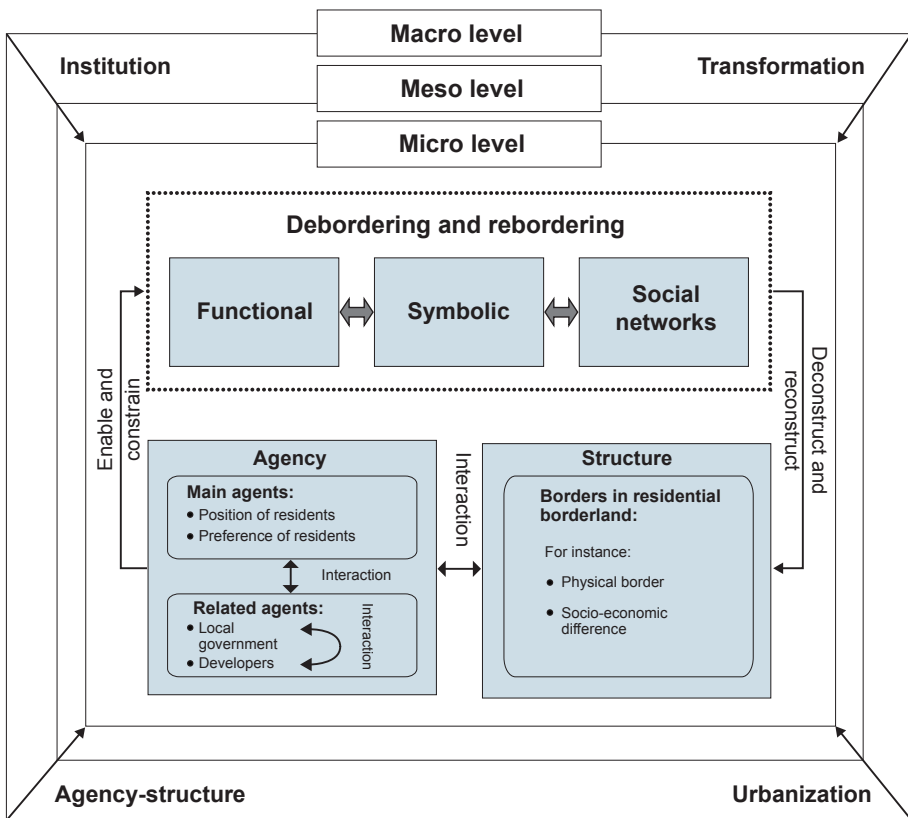 Macro level
Institution
Transformation
Meso level
Micro level
Debordering and rebordering
Functional
Symbolic
Social
networks
Enable and
constrain
Deconstruct and
reconstruct
Agency
Main agents:
• Position of residents
• Preference of residents
Interaction
Related agents:
• Local
government
• Developers
Interaction
Interaction
Structure
Borders in residential
borderland:
For instance:
• Physical border
• Socio-economic
difference
Agency-structure
Urbanization